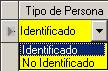 Tipo de Persona
Identificado
Identificado
No Identificado